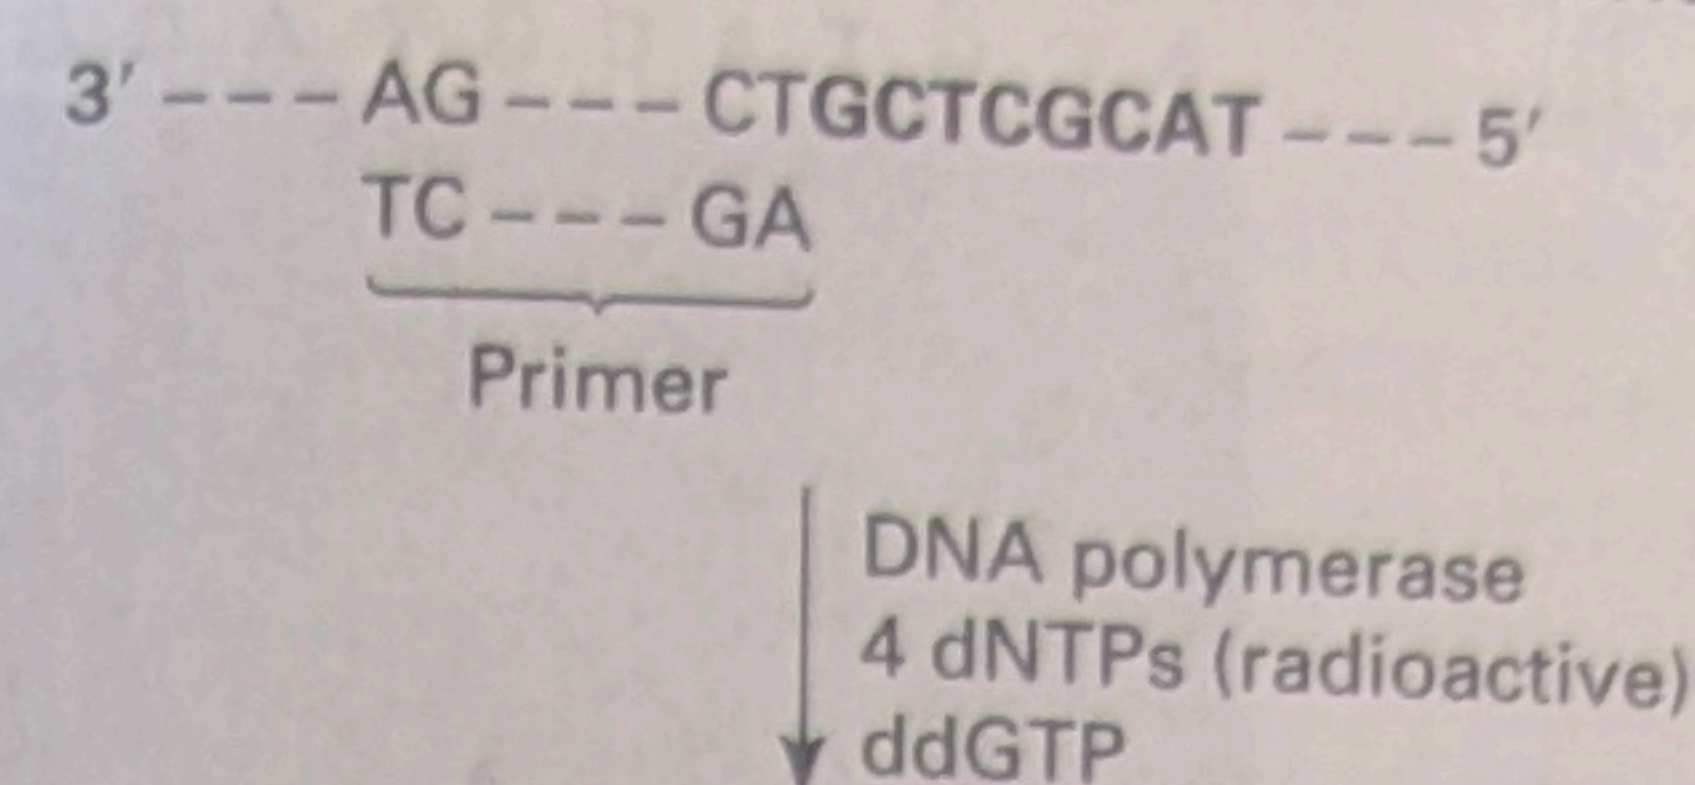 3′ --- AG --- CTGCTCGCAT --- 5′
TC --- GA
Primer
DNA polymerase
4 dNTPs (radioactive)
ddGTP